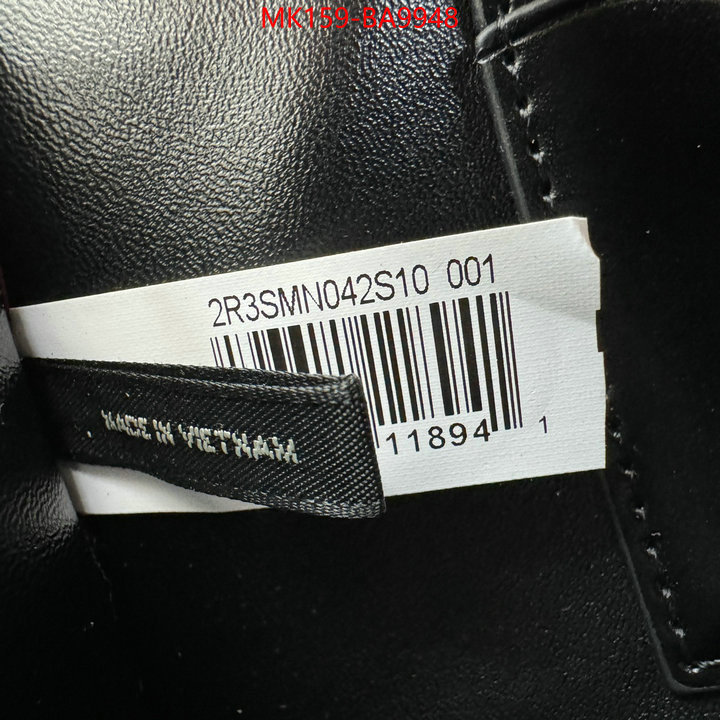 MK159-BA9948
2R3SMN042S10 001
11894 1
MADE IN VIETNAM